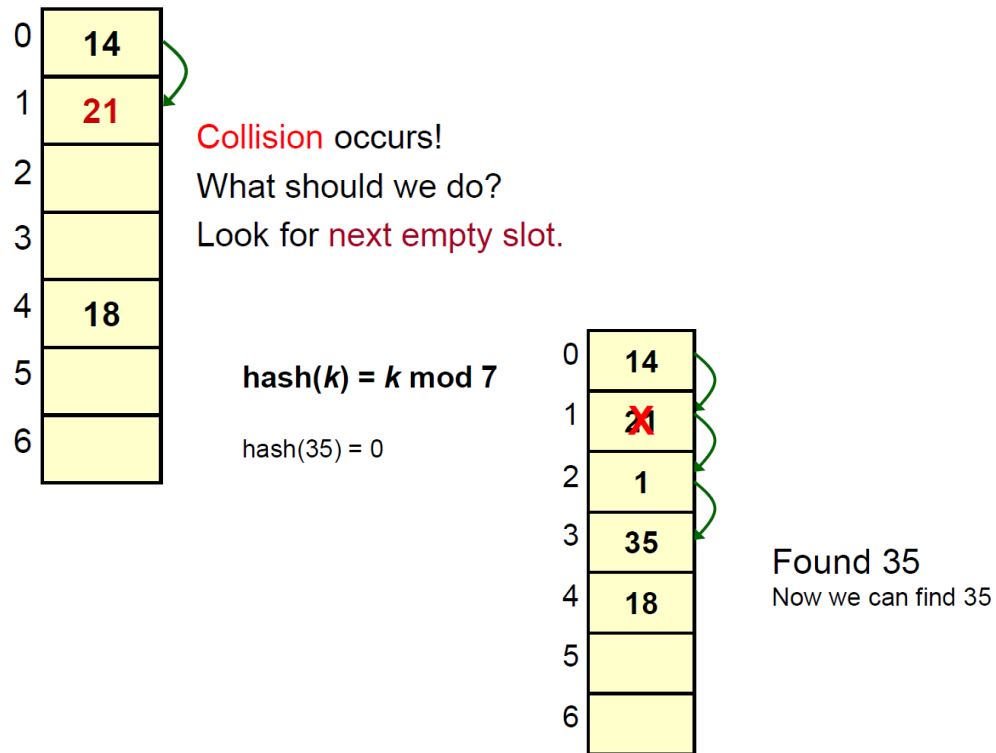 0 14
1 21
2
3
4 18
5
6
Collision occurs!
What should we do?
Look for next empty slot.
hash(k) = k mod 7
hash(35) = 0
0 14
1 21 X
2 1
3 35
4 18
5
6
Found 35
Now we can find 35